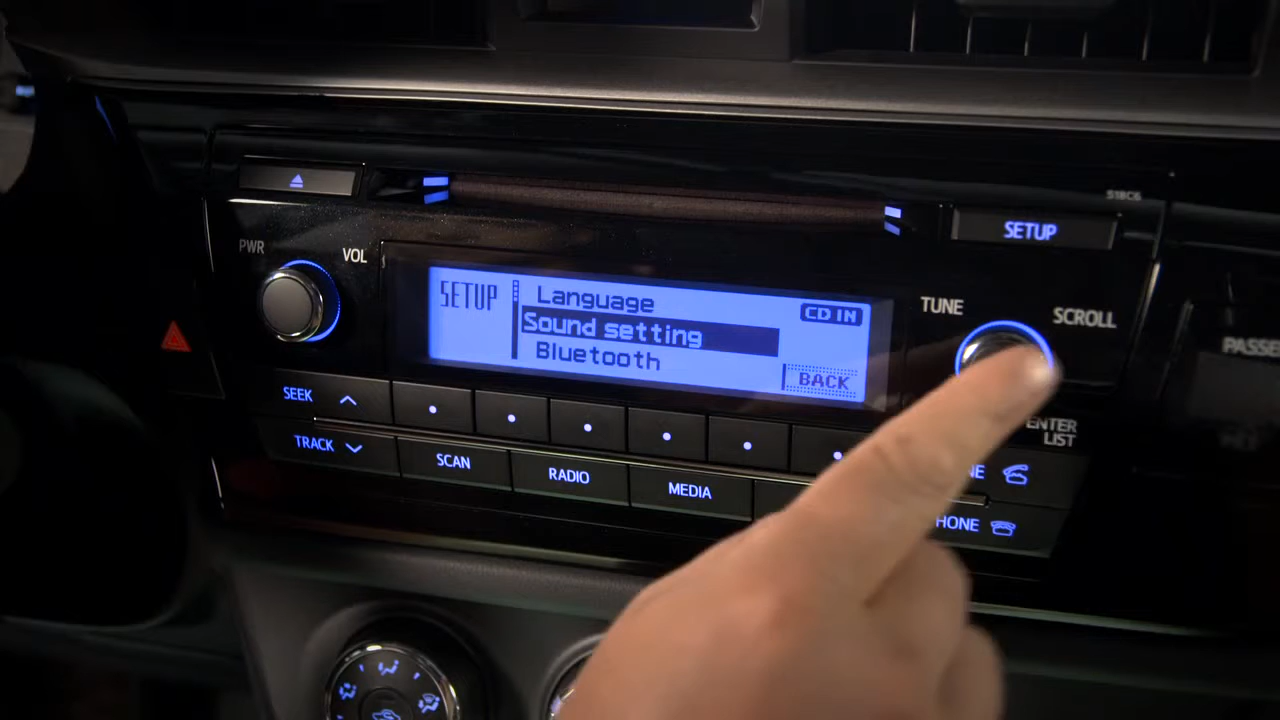 51BC6
SETUP
PWR
VOL
SETUP
Language
Sound setting
Bluetooth
CD IN
BACK
TUNE
SCROLL
ENTER
LIST
SEEK
TRACK
SCAN
RADIO
MEDIA